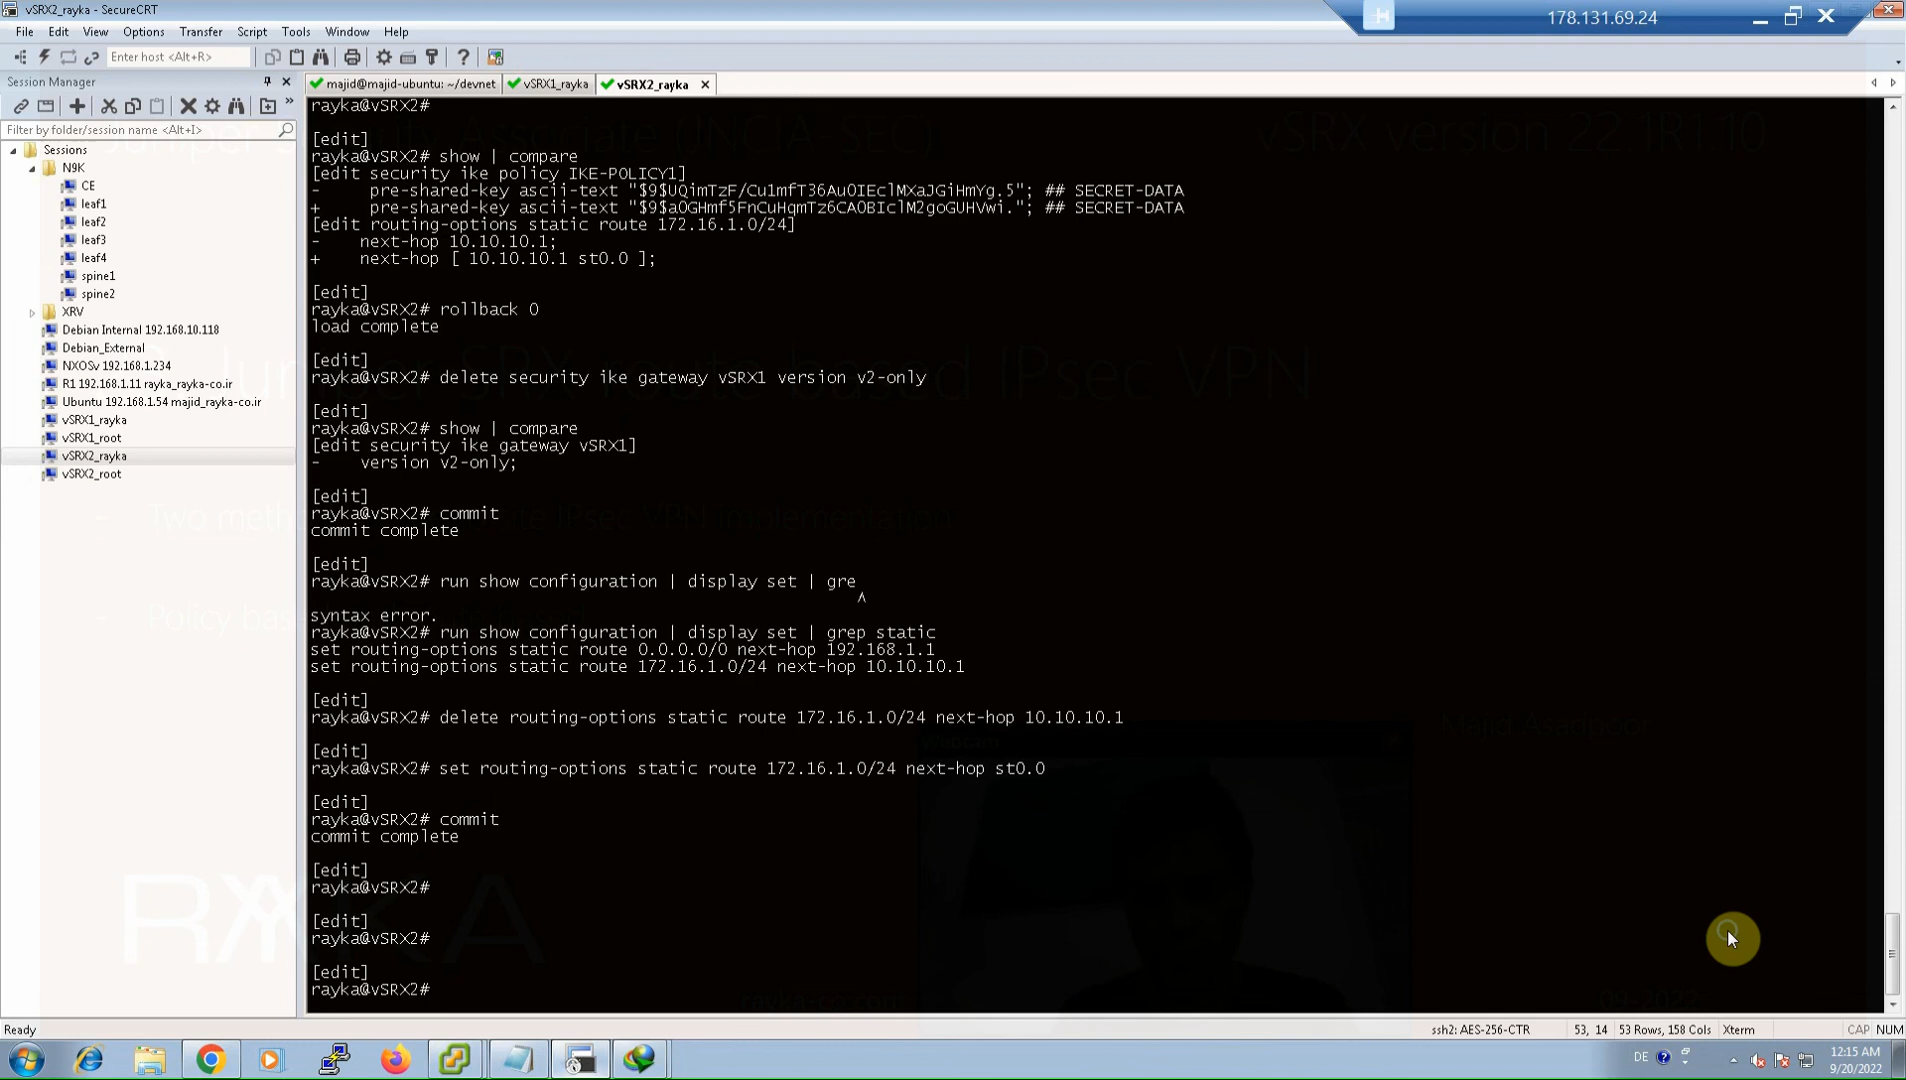 vSRX2_rayka - SecureCRT
178.131.69.24
File Edit View Options Transfer Script Tools Window Help
Enter host <Alt+R>
Session Manager
majid@majid-ubuntu: ~/devnet
vSRX1_rayka
vSRX2_rayka
Filter by folder/session name <Alt+I>
Sessions
N9K
CE
leaf1
leaf2
leaf3
leaf4
spine1
spine2
XRV
Debian Internal 192.168.10.118
Debian_External
NXOSv 192.168.1.234
R1 192.168.1.11 rayka_rayka-co.ir
Ubuntu 192.168.1.54 majid_rayka-co.ir
vSRX1_rayka
vSRX1_root
vSRX2_rayka
vSRX2_root
rayka@vSRX2#
[edit]
rayka@vSRX2# show | compare
[edit security ike policy IKE-POLICY1]
- pre-shared-key ascii-text "$9$UQimTzF/Cu1mfT36Au0IEclMXaJGiHmYg.5"; ## SECRET-DATA
+ pre-shared-key ascii-text "$9$aOGHmf5FnCuHqmTz6CA0BIclM2goGUHVwi."; ## SECRET-DATA
[edit routing-options static route 172.16.1.0/24]
- next-hop 10.10.10.1;
+ next-hop [ 10.10.10.1 st0.0 ];
[edit]
rayka@vSRX2# rollback 0
load complete
[edit]
rayka@vSRX2# delete security ike gateway vSRX1 version v2-only
[edit]
rayka@vSRX2# show | compare
[edit security ike gateway vSRX1]
- version v2-only;
[edit]
rayka@vSRX2# commit
commit complete
[edit]
rayka@vSRX2# run show configuration | display set | gre
^
syntax error.
rayka@vSRX2# run show configuration | display set | grep static
set routing-options static route 0.0.0.0/0 next-hop 192.168.1.1
set routing-options static route 172.16.1.0/24 next-hop 10.10.10.1
[edit]
rayka@vSRX2# delete routing-options static route 172.16.1.0/24 next-hop 10.10.10.1
[edit]
rayka@vSRX2# set routing-options static route 172.16.1.0/24 next-hop st0.0
[edit]
rayka@vSRX2# commit
commit complete
[edit]
rayka@vSRX2#
[edit]
rayka@vSRX2#
[edit]
rayka@vSRX2#
vSRX version 22.1R1.10
IPsec VPN
Majid Asadpoor
Webcam
09-2022
Ready
ssh2: AES-256-CTR
53, 14
53 Rows, 158 Cols
Xterm
CAP NUM
DE
12:15 AM
9/20/2022